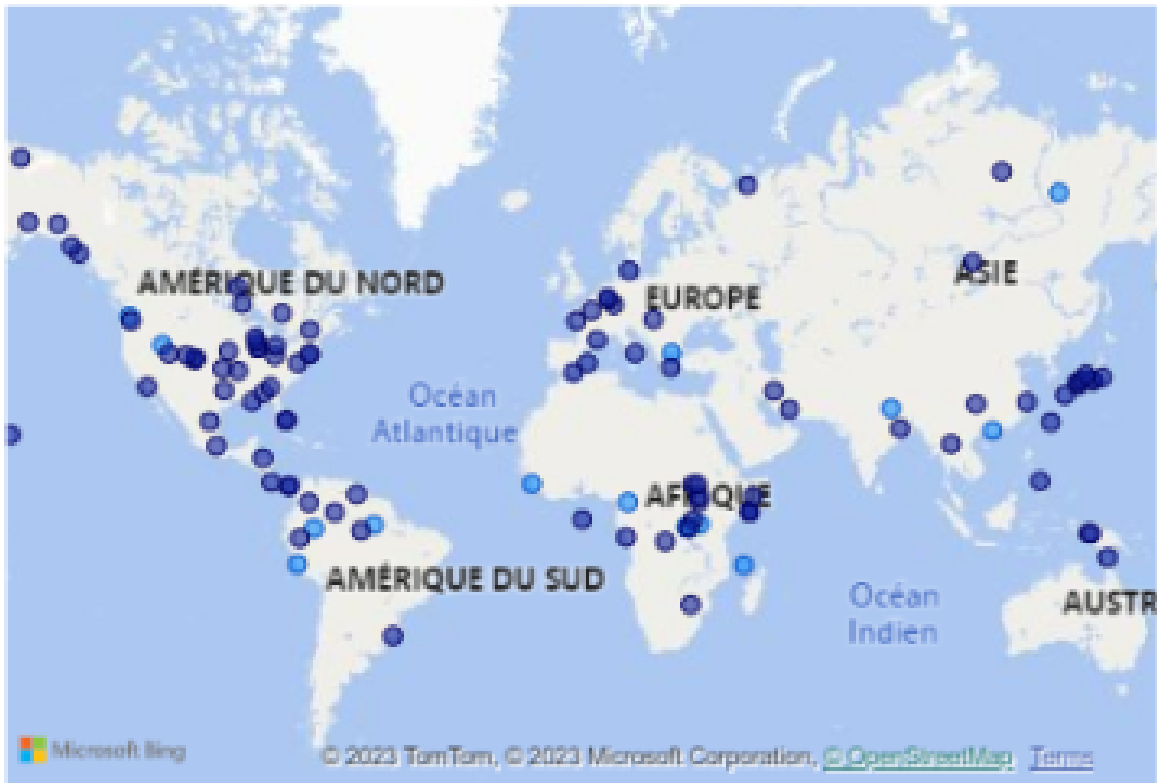 AMÉRIQUE DU NORD
EUROPE
ASIE
Océan
Atlantique
AFRIQUE
AMÉRIQUE DU SUD
Océan
Indien
AUSTR
Microsoft Bing
© 2023 TomTom, © 2023 Microsoft Corporation, © OpenStreetMap Terms